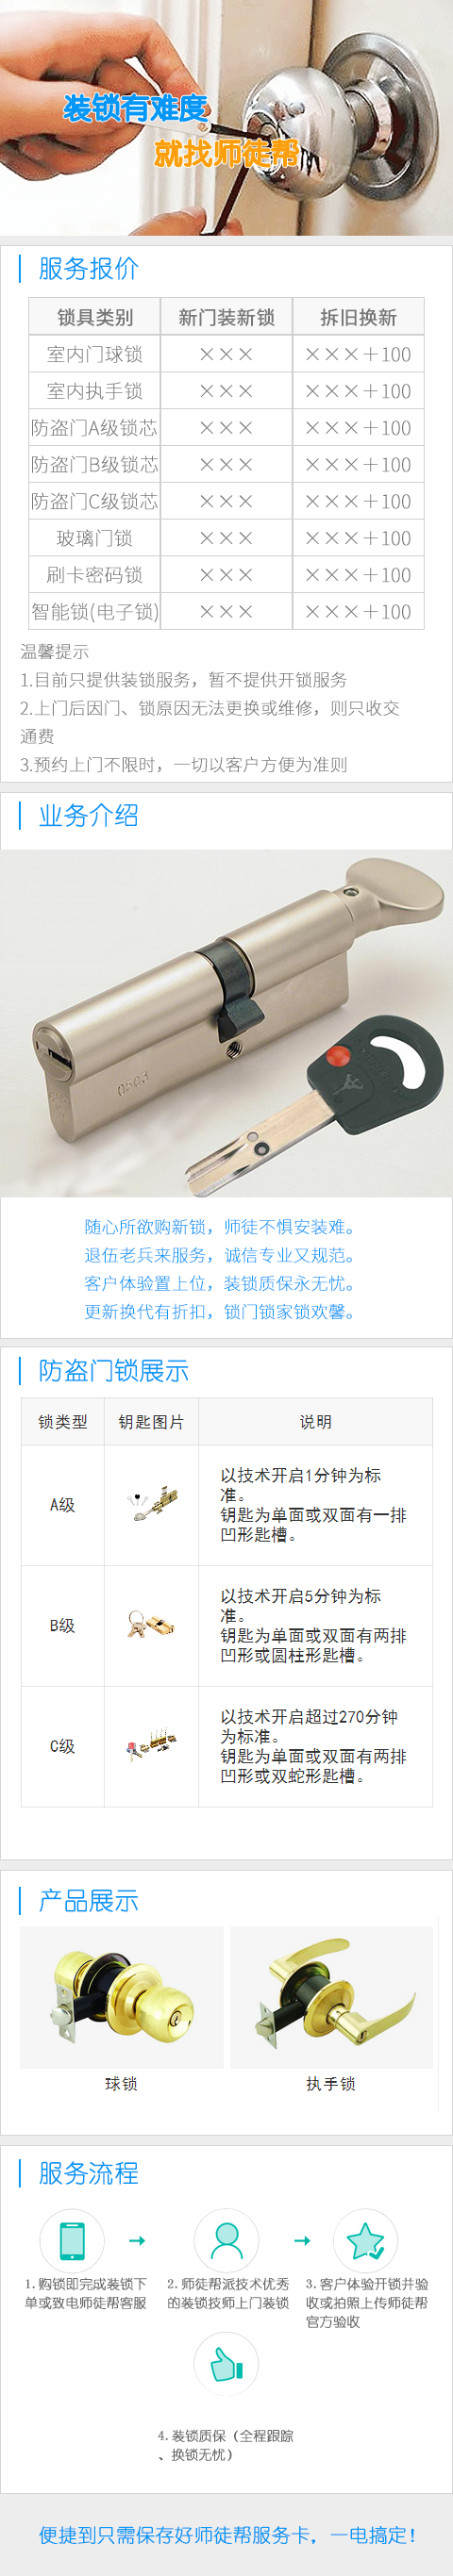 装锁有难度
就找师徒帮
服务报价
锁具类别 新门装新锁 拆旧换新
室内门球锁 ××× ×××＋100
室内执手锁 ××× ×××＋100
防盗门A级锁芯 ××× ×××＋100
防盗门B级锁芯 ××× ×××＋100
防盗门C级锁芯 ××× ×××＋100
玻璃门锁 ××× ×××＋100
刷卡密码锁 ××× ×××＋100
智能锁(电子锁) ××× ×××＋100
温馨提示
1.目前只提供装锁服务，暂不提供开锁服务
2.上门后因门、锁原因无法更换或维修，则只收交
通费
3.预约上门不限时，一切以客户方便为准则
业务介绍
0503
随心所欲购新锁，师徒不惧安装难。
退伍老兵来服务，诚信专业又规范。
客户体验置上位，装锁质保永无忧。
更新换代有折扣，锁门锁家锁欢馨。
防盗门锁展示
锁类型 钥匙图片 说明
A级
以技术开启1分钟为标
准。
钥匙为单面或双面有一排
凹形匙槽。
B级
以技术开启5分钟为标
准。
钥匙为单面或双面有两排
凹形或圆柱形匙槽。
C级
以技术开启超过270分钟
为标准。
钥匙为单面或双面有两排
凹形或双蛇形匙槽。
产品展示
球锁 执手锁
服务流程
1.购锁即完成装锁下
单或致电师徒帮客服
2.师徒帮派技术优秀
的装锁技师上门装锁
3.客户体验开锁并验
收或拍照上传师徒帮
官方验收
4.装锁质保（全程跟踪
、换锁无忧）
便捷到只需保存好师徒帮服务卡，一电搞定！